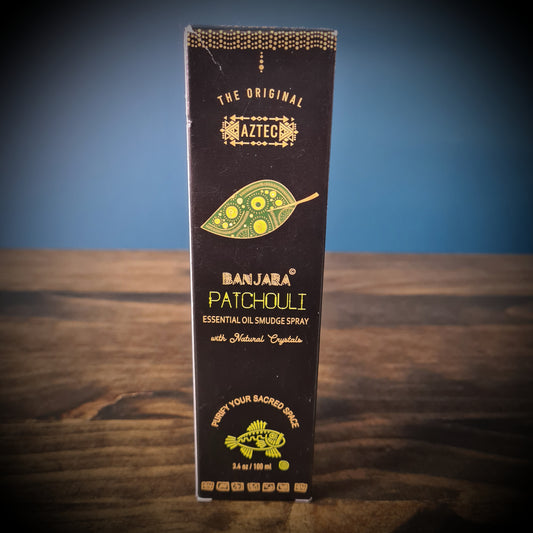 THE ORIGINAL
AZTEC
BANJARA©
PATCHOULI
ESSENTIAL OIL SMUDGE SPRAY
with Natural Crystals
PURIFY YOUR SACRED SPACE
3.4 oz / 100 ml